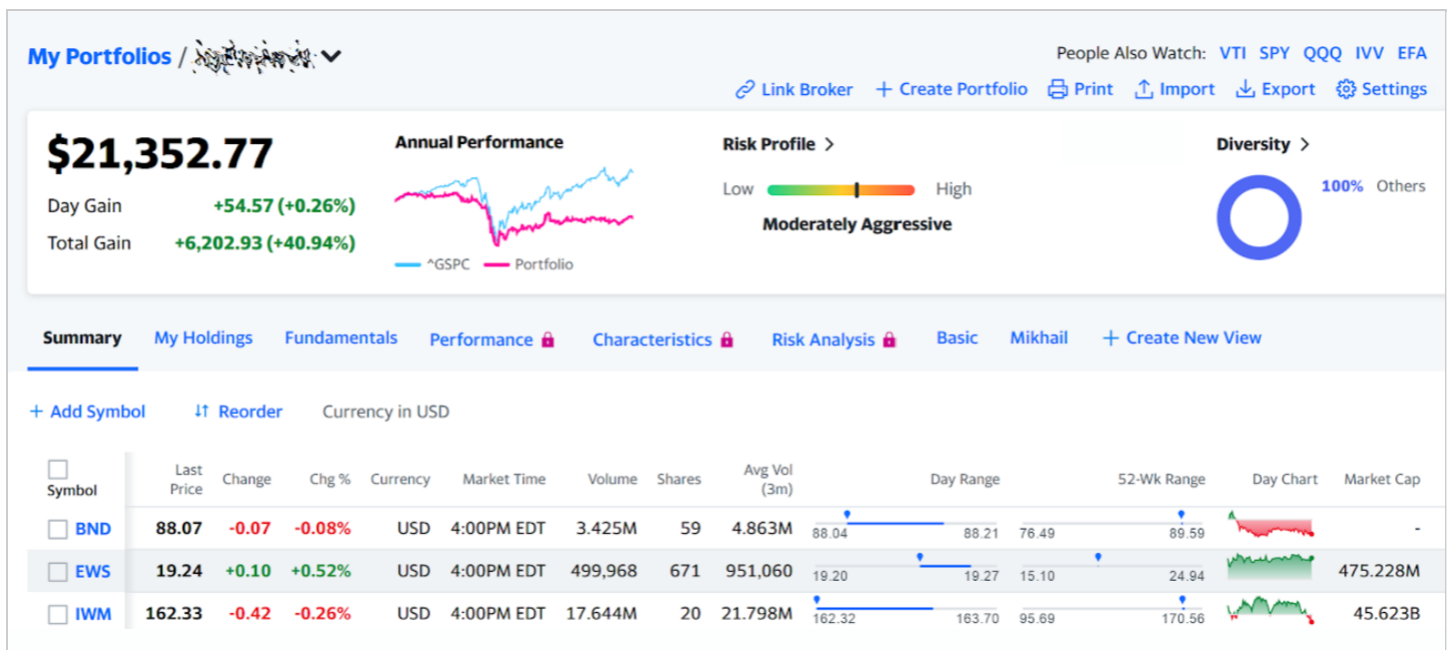 My Portfolios /
People Also Watch: VTI SPY QQQ IVV EFA
Link Broker + Create Portfolio Print Import Export Settings
$21,352.77
Day Gain +54.57 (+0.26%)
Total Gain +6,202.93 (+40.94%)
Annual Performance
^GSPC Portfolio
Risk Profile >
Low High
Moderately Aggressive
Diversity >
100% Others
Summary My Holdings Fundamentals Performance Characteristics Risk Analysis Basic Mikhail + Create New View
+ Add Symbol Reorder Currency in USD
Symbol Last Price Change Chg % Currency Market Time Volume Shares Avg Vol (3m) Day Range 52-Wk Range Day Chart Market Cap
BND 88.07 -0.07 -0.08% USD 4:00PM EDT 3.425M 59 4.863M 88.04 88.21 76.49 89.59 -
EWS 19.24 +0.10 +0.52% USD 4:00PM EDT 499,968 671 951,060 19.20 19.27 15.10 24.94 475.228M
IWM 162.33 -0.42 -0.26% USD 4:00PM EDT 17.644M 20 21.798M 162.32 163.70 95.69 170.56 45.623B